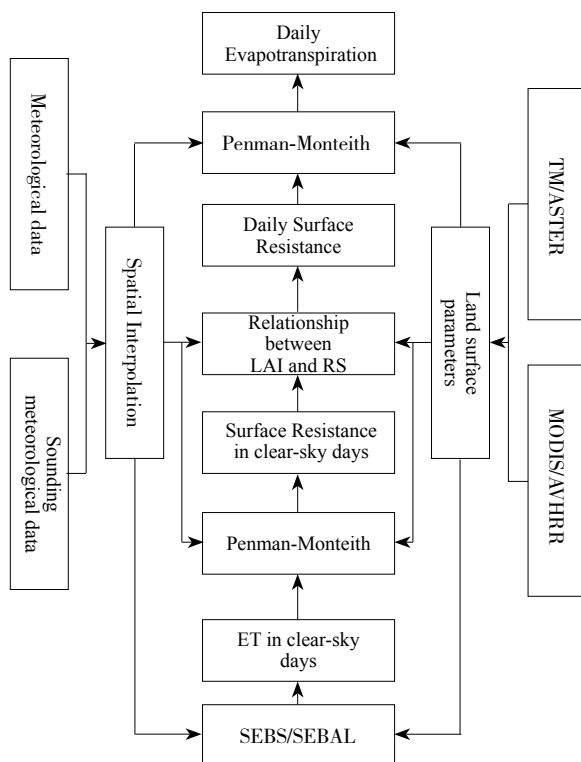 Daily
Evapotranspiration
Meteorological data
Penman-Monteith
TM/ASTER
Daily Surface
Resistance
Spatial Interpolation
Land surface
parameters
Relationship
between
LAI and RS
Sounding
meteorological data
Surface Resistance
in clear-sky days
MODIS/AVHRR
Penman-Monteith
ET in clear-sky
days
SEBS/SEBAL